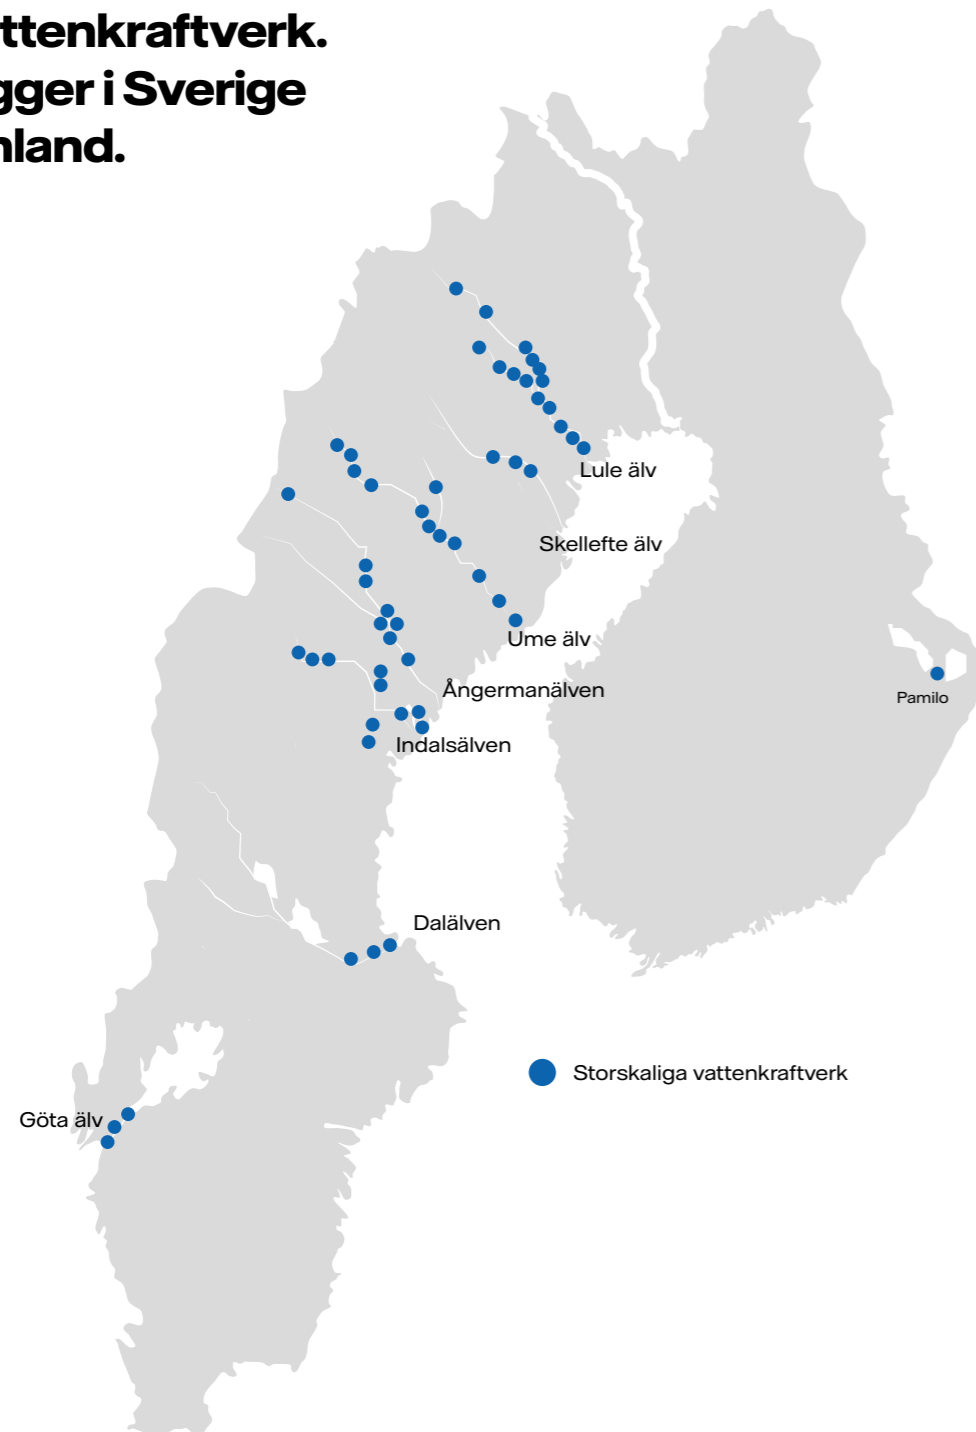 ttenkraftverk.
gger i Sverige
nland.
Lule älv
Skellefte älv
Ume älv
Pamilo
Ångermanälven
Indalsälven
Dalälven
Storskaliga vattenkraftverk
Göta älv